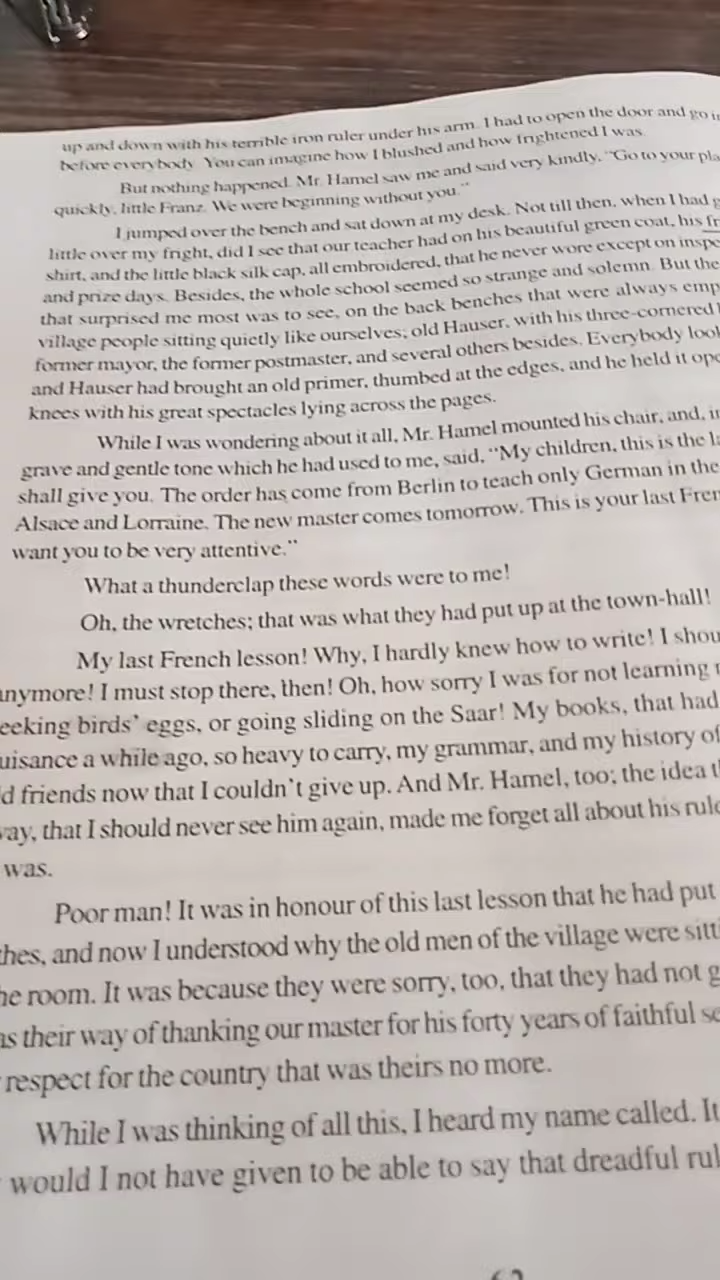 up and down with his terrible iron ruler under his arm. I had to open the door and go in
before everybody. You can imagine how I blushed and how frightened I was.
But nothing happened. Mr. Hamel saw me and said very kindly, “Go to your pla
quickly, little Franz. We were beginning without you.”
I jumped over the bench and sat down at my desk. Not till then, when I had g
little over my fright, did I see that our teacher had on his beautiful green coat, his fr
shirt, and the little black silk cap, all embroidered, that he never wore except on inspe
and prize days. Besides, the whole school seemed so strange and solemn. But the
that surprised me most was to see, on the back benches that were always emp
village people sitting quietly like ourselves; old Hauser, with his three-cornered
former mayor, the former postmaster, and several others besides. Everybody look
and Hauser had brought an old primer, thumbed at the edges, and he held it ope
knees with his great spectacles lying across the pages.
While I was wondering about it all, Mr. Hamel mounted his chair, and, in
grave and gentle tone which he had used to me, said, “My children, this is the la
shall give you. The order has come from Berlin to teach only German in the
Alsace and Lorraine. The new master comes tomorrow. This is your last Fren
want you to be very attentive.”
What a thunderclap these words were to me!
Oh, the wretches; that was what they had put up at the town-hall!
My last French lesson! Why, I hardly knew how to write! I shou
nymore! I must stop there, then! Oh, how sorry I was for not learning
eeking birds’ eggs, or going sliding on the Saar! My books, that had
uisance a while ago, so heavy to carry, my grammar, and my history of
d friends now that I couldn’t give up. And Mr. Hamel, too; the idea t
vay, that I should never see him again, made me forget all about his rule
was.
Poor man! It was in honour of this last lesson that he had put
thes, and now I understood why the old men of the village were sitti
he room. It was because they were sorry, too, that they had not g
as their way of thanking our master for his forty years of faithful se
respect for the country that was theirs no more.
While I was thinking of all this, I heard my name called. It
would I not have given to be able to say that dreadful rul